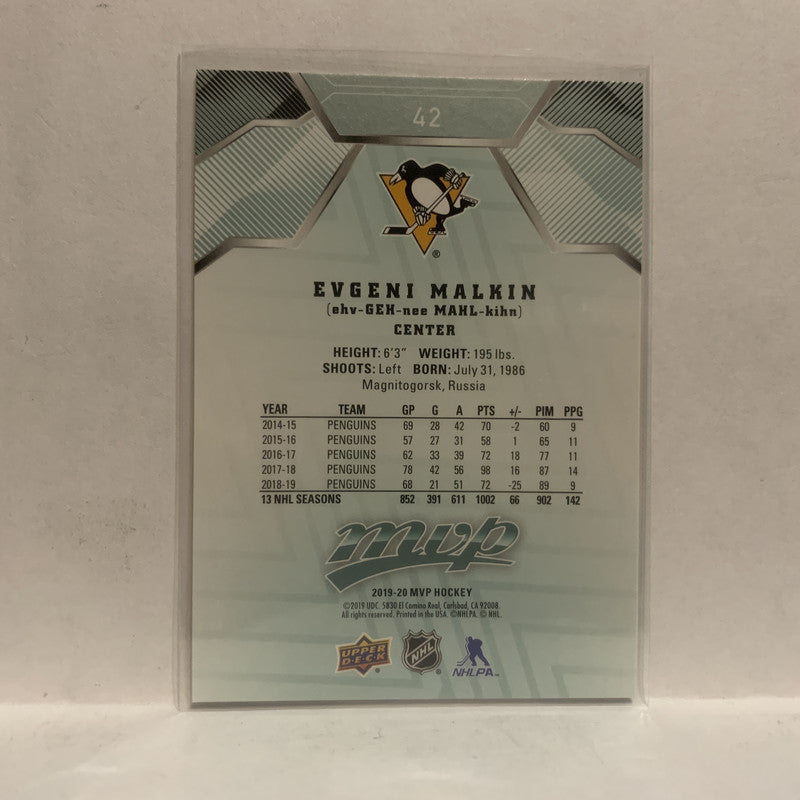 42
®
EVGENI MALKIN
(ehv-GEH-nee MAHL-kihn)
CENTER
HEIGHT: 6'3" WEIGHT: 195 lbs.
SHOOTS: Left BORN: July 31, 1986
Magnitogorsk, Russia
YEAR TEAM GP G A PTS +/- PIM PPG
2014-15 PENGUINS 69 28 42 70 -2 60 9
2015-16 PENGUINS 57 27 31 58 1 65 11
2016-17 PENGUINS 62 33 39 72 18 77 11
2017-18 PENGUINS 78 42 56 98 16 87 14
2018-19 PENGUINS 68 21 51 72 -25 89 9
13 NHL SEASONS 852 391 611 1002 66 902 142
mvp
2019-20 MVP HOCKEY
©2019 UDC. 5830 El Camino Real, Carlsbad, CA 92008.
All rights reserved. Printed in the USA. ©NHLPA. © NHL.
UPPER DECK® NHL® NHLPA™